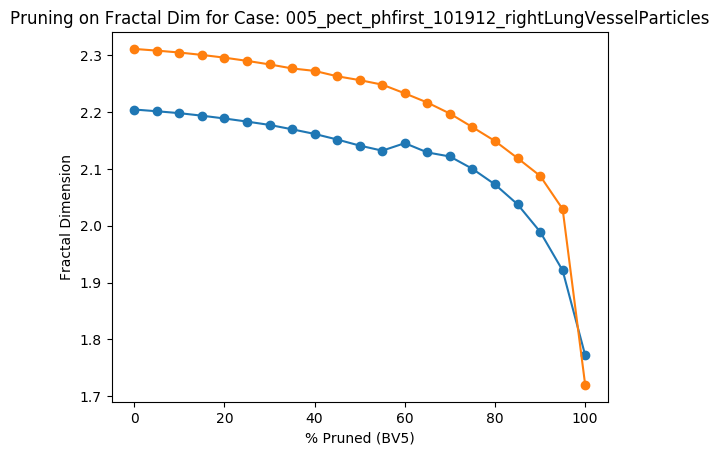 Pruning on Fractal Dim for Case: 005_pect_phfirst_101912_rightLungVesselParticles
2.3
2.2
2.1
2.0
1.9
1.8
1.7
Fractal Dimension
0 20 40 60 80 100
% Pruned (BV5)